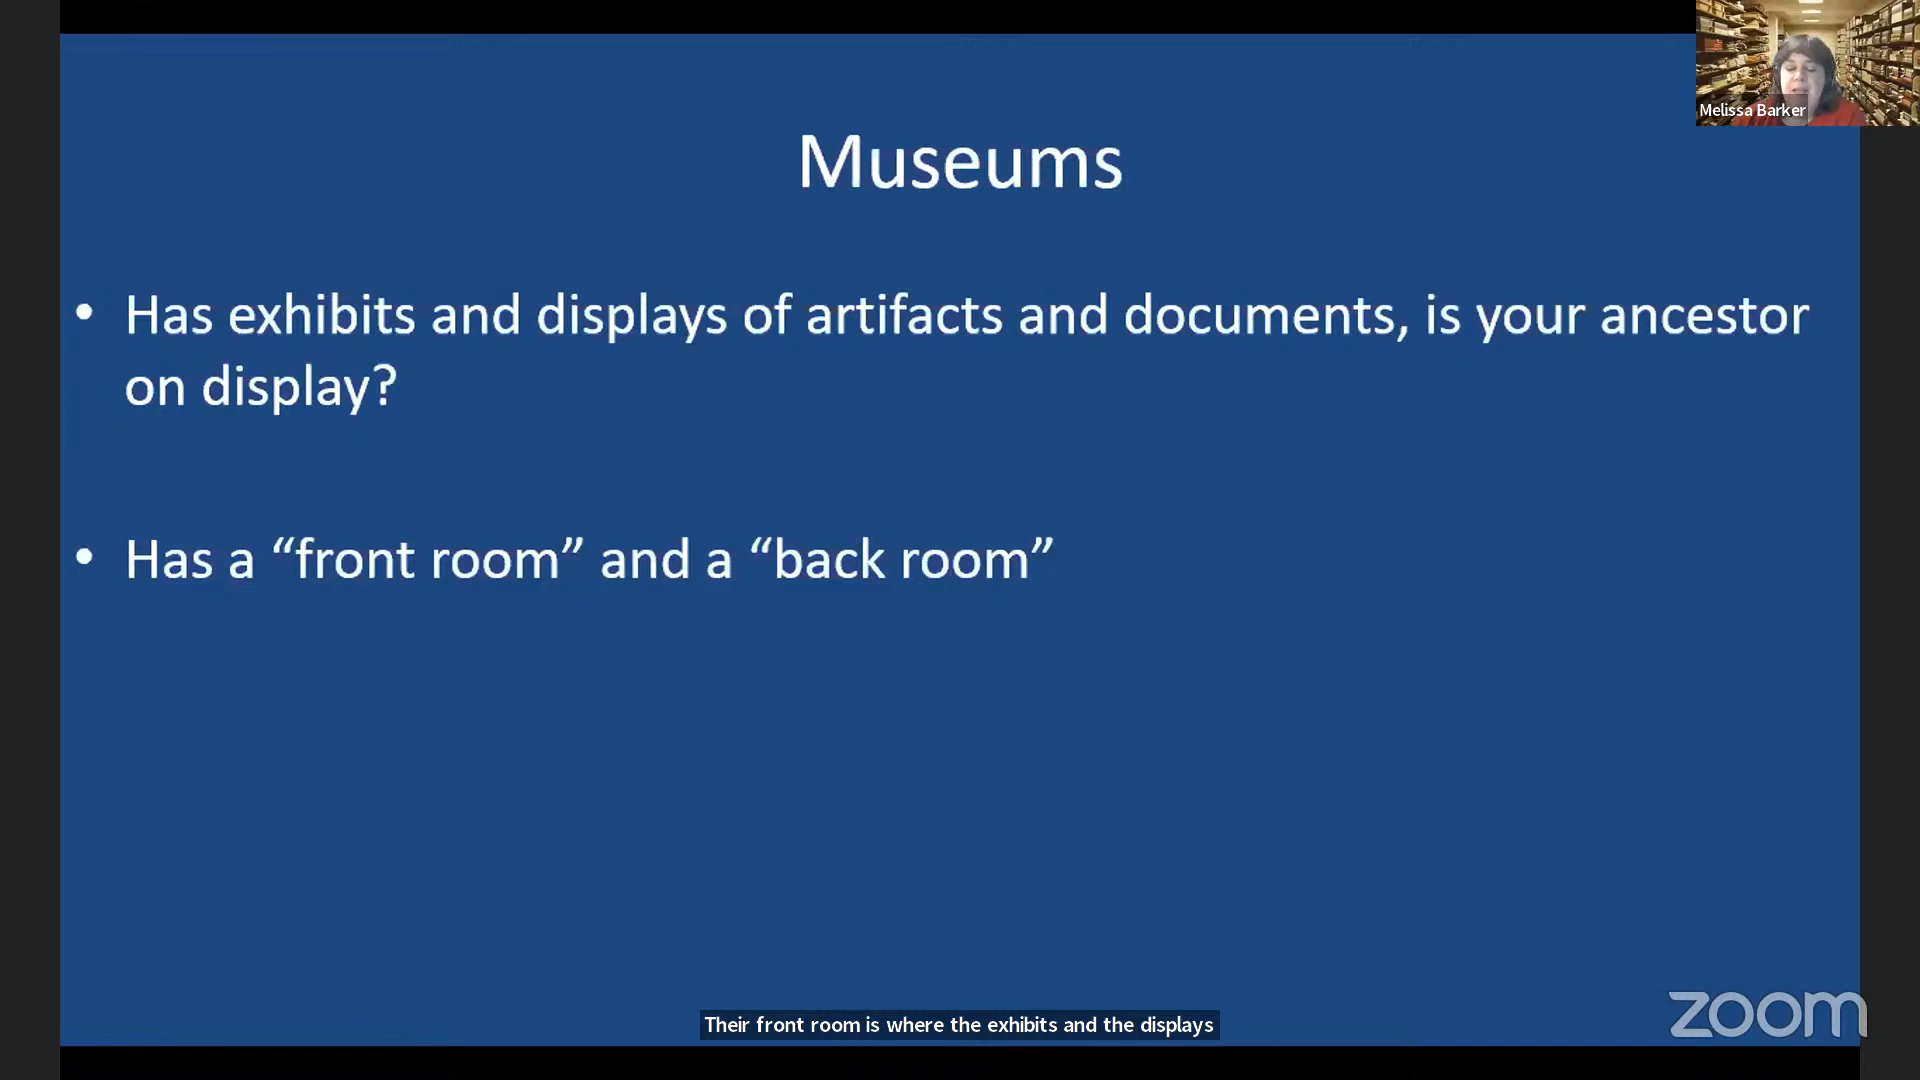 Melissa Barker
Museums
• Has exhibits and displays of artifacts and documents, is your ancestor
on display?
• Has a “front room” and a “back room”
Their front room is where the exhibits and the displays
zoom